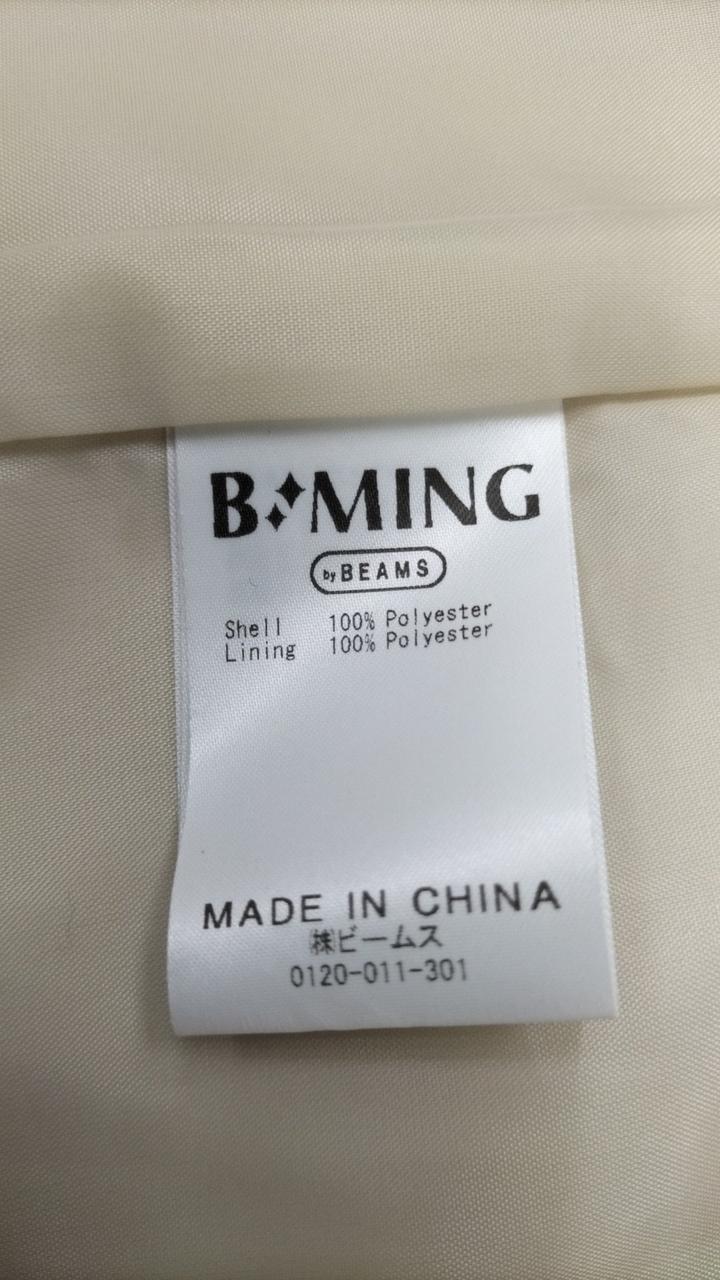 B MING
by BEAMS
Shell 100% Polyester
Lining 100% Polyester
MADE IN CHINA
㈱ビームス
0120-011-301